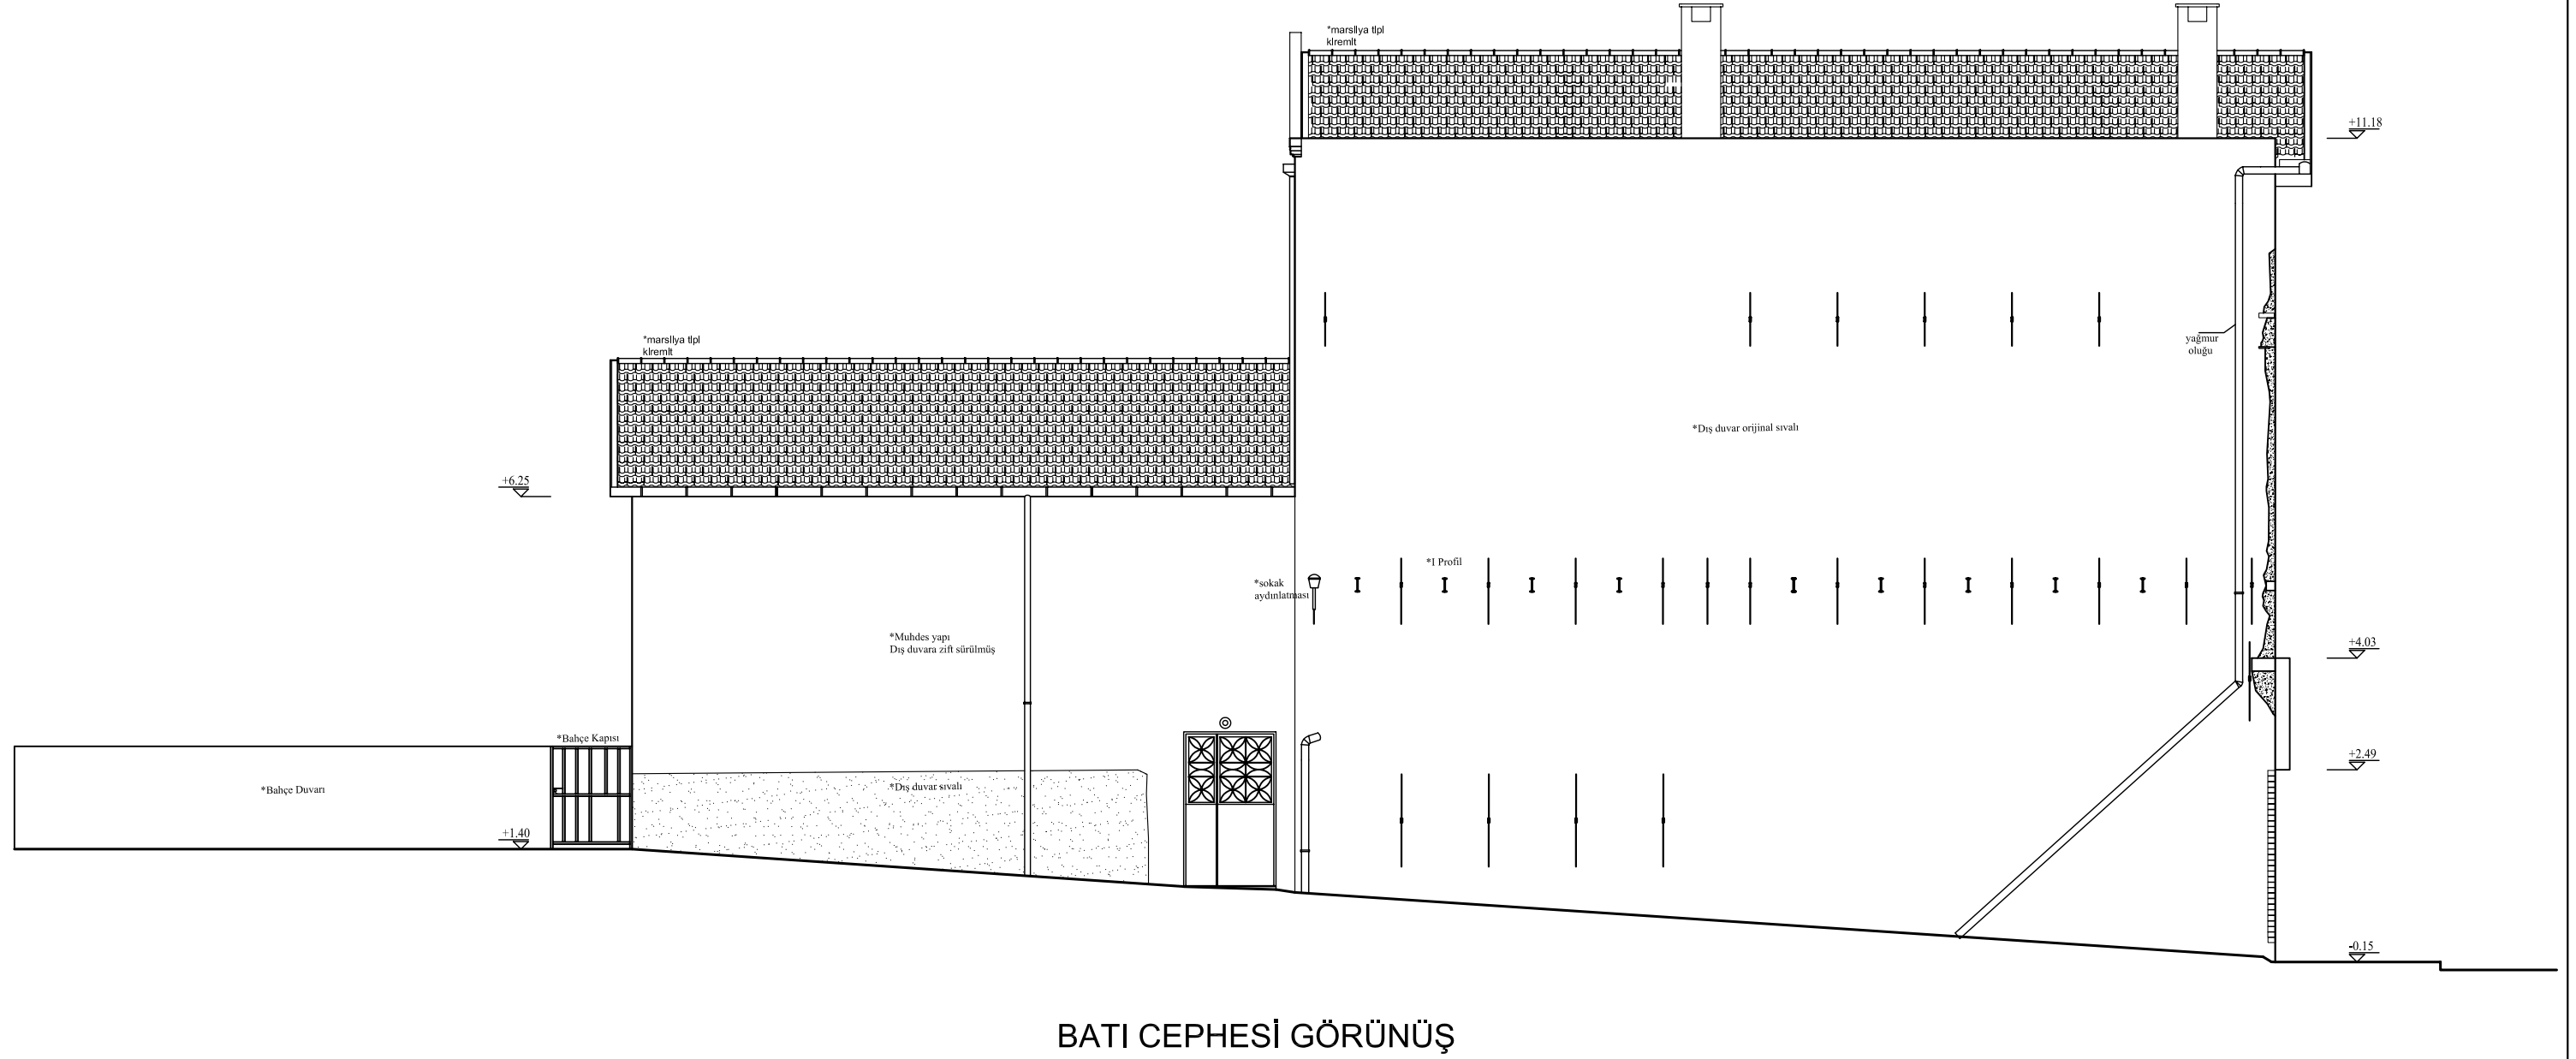 *marsilya tipi
kiremit
+11.18
yağmur
oluğu
*marsilya tipi
kiremit
*Dış duvar orijinal sıvalı
+6.25
*I Profil
*sokak
aydınlatması
*Muhdes yapı
Dış duvara zift sürülmüş
+4.03
*Bahçe Kapısı
+2.49
*Bahçe Duvarı
*Dış duvar sıvalı
+1.40
-0.15
BATI CEPHESİ GÖRÜNÜŞ